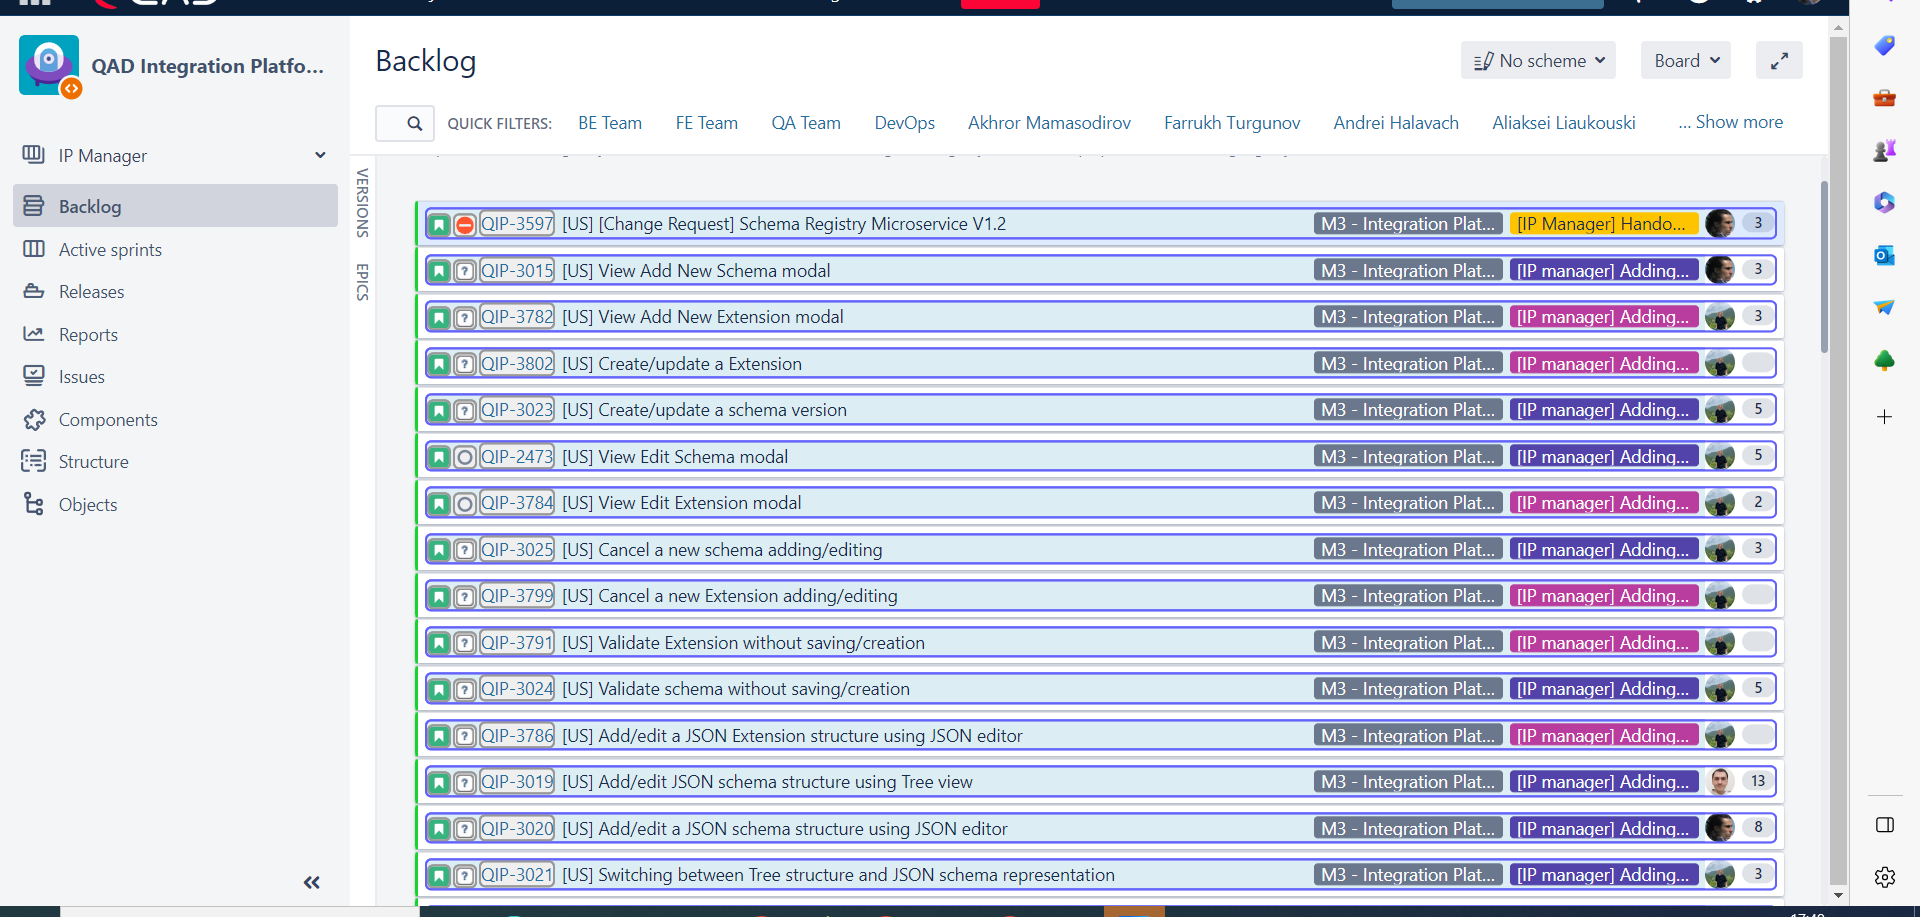 QAD Integration Platfo...
IP Manager
Backlog
Active sprints
Releases
Reports
Issues
Components
Structure
Objects
Backlog
No scheme
Board
QUICK FILTERS: BE Team FE Team QA Team DevOps Akhror Mamasodirov Farrukh Turgunov Andrei Halavach Aliaksei Liaukouski ... Show more
VERSIONS
EPICS
QIP-3597 [US] [Change Request] Schema Registry Microservice V1.2 M3 - Integration Plat... [IP Manager] Hando... 3
QIP-3015 [US] View Add New Schema modal M3 - Integration Plat... [IP manager] Adding... 3
QIP-3782 [US] View Add New Extension modal M3 - Integration Plat... [IP manager] Adding... 3
QIP-3802 [US] Create/update a Extension M3 - Integration Plat... [IP manager] Adding...
QIP-3023 [US] Create/update a schema version M3 - Integration Plat... [IP manager] Adding... 5
QIP-2473 [US] View Edit Schema modal M3 - Integration Plat... [IP manager] Adding... 5
QIP-3784 [US] View Edit Extension modal M3 - Integration Plat... [IP manager] Adding... 2
QIP-3025 [US] Cancel a new schema adding/editing M3 - Integration Plat... [IP manager] Adding... 3
QIP-3799 [US] Cancel a new Extension adding/editing M3 - Integration Plat... [IP manager] Adding...
QIP-3791 [US] Validate Extension without saving/creation M3 - Integration Plat... [IP manager] Adding...
QIP-3024 [US] Validate schema without saving/creation M3 - Integration Plat... [IP manager] Adding... 5
QIP-3786 [US] Add/edit a JSON Extension structure using JSON editor M3 - Integration Plat... [IP manager] Adding...
QIP-3019 [US] Add/edit JSON schema structure using Tree view M3 - Integration Plat... [IP manager] Adding... 13
QIP-3020 [US] Add/edit a JSON schema structure using JSON editor M3 - Integration Plat... [IP manager] Adding... 8
QIP-3021 [US] Switching between Tree structure and JSON schema representation M3 - Integration Plat... [IP manager] Adding... 3